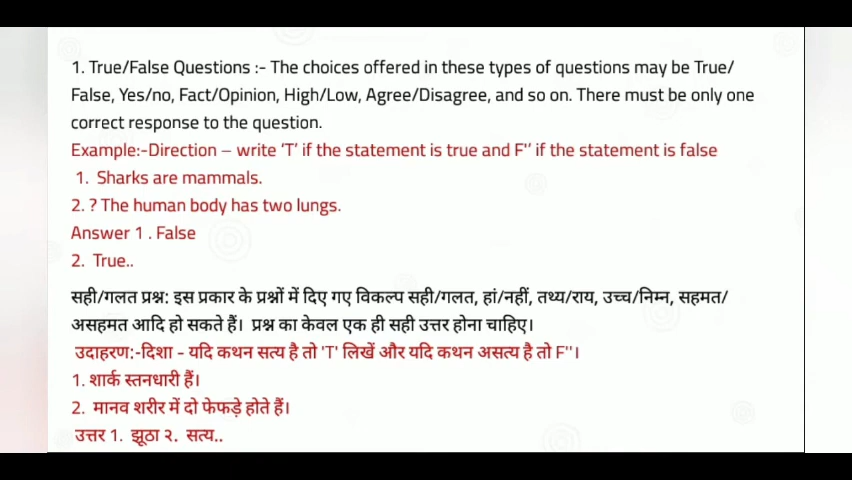 1. True/False Questions :- The choices offered in these types of questions may be True/
False, Yes/no, Fact/Opinion, High/Low, Agree/Disagree, and so on. There must be only one
correct response to the question.
Example:-Direction – write ‘T’ if the statement is true and F" if the statement is false
1. Sharks are mammals.
2. ? The human body has two lungs.
Answer 1 . False
2. True..
सही/गलत प्रश्न: इस प्रकार के प्रश्नों में दिए गए विकल्प सही/गलत, हां/नहीं, तथ्य/राय, उच्च/निम्न, सहमत/
असहमत आदि हो सकते हैं। प्रश्न का केवल एक ही सही उत्तर होना चाहिए।
उदाहरण:-दिशा – यदि कथन सत्य है तो 'T' लिखें और यदि कथन असत्य है तो F"।
1. शार्क स्तनधारी हैं।
2. मानव शरीर में दो फेफड़े होते हैं।
उत्तर 1. झूठा २. सत्य..